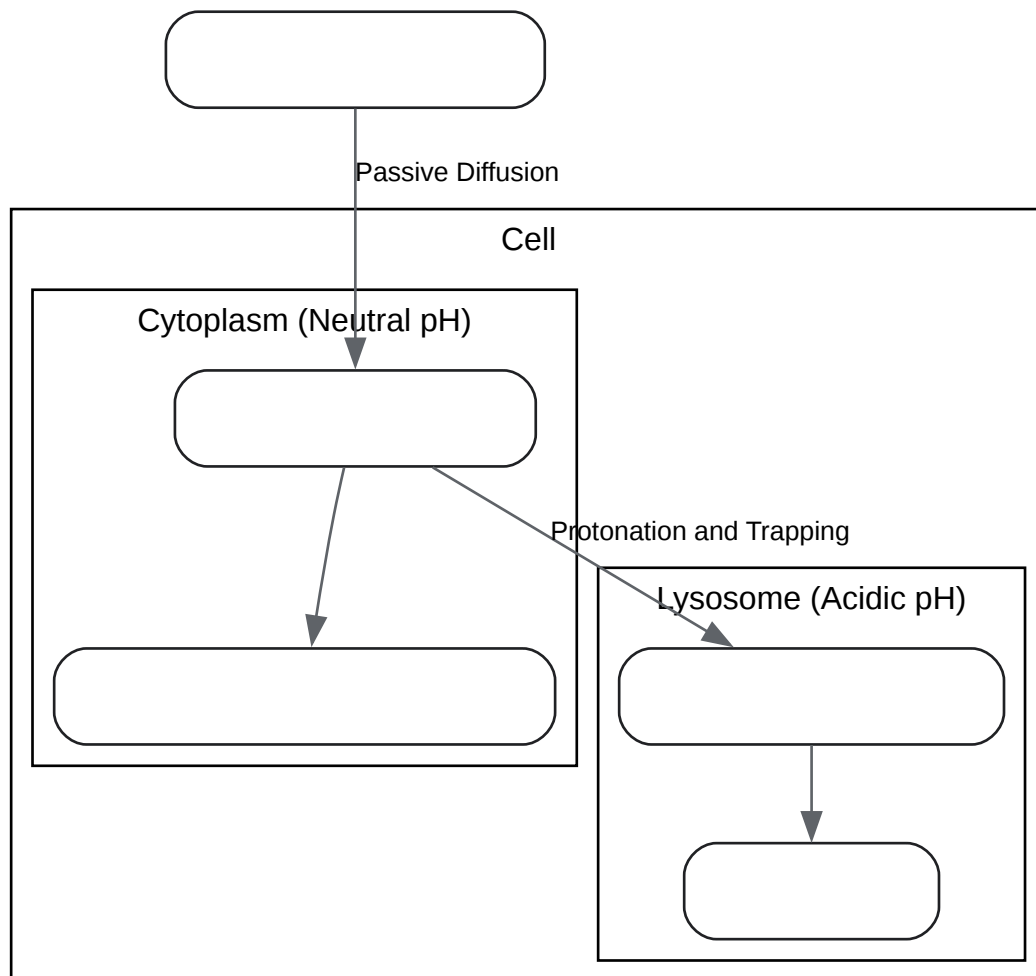 Passive Diffusion
Cell
Cytoplasm (Neutral pH)
Protonation and Trapping
Lysosome (Acidic pH)